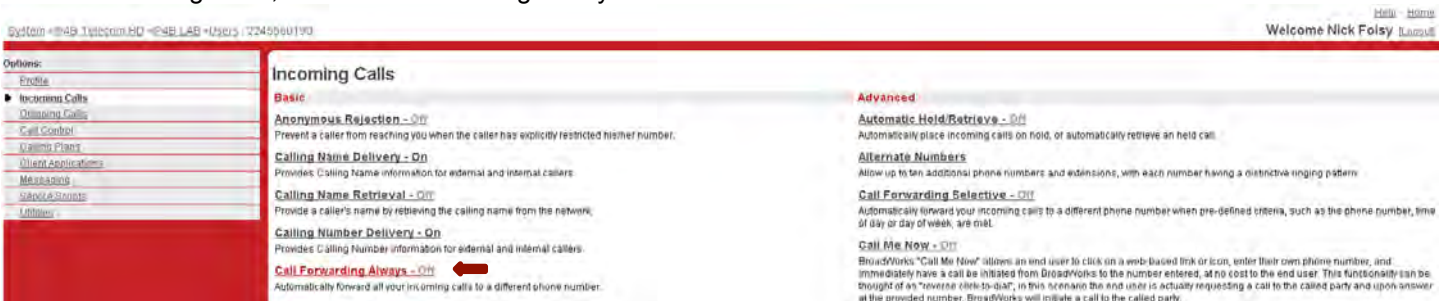 Help - Home
System >P4B Telecom HD >P4B LAB >Users : 2245560190
Welcome Nick Foisy [Logout
Options:
Profile
Incoming Calls
Outgoing Calls
Call Control
Calling Plans
Client Applications
Messaging
Service Scripts
Utilities
Incoming Calls
Basic
Anonymous Rejection - Off
Prevent a caller from reaching you when the caller has explicitly restricted his/her number.
Calling Name Delivery - On
Provides Calling Name information for external and internal callers.
Calling Name Retrieval - Off
Provide a caller's name by retrieving the calling name from the network.
Calling Number Delivery - On
Provides Calling Number information for external and internal callers.
Call Forwarding Always - Off
Automatically forward all your incoming calls to a different phone number.
Advanced
Automatic Hold/Retrieve - Off
Automatically place incoming calls on hold, or automatically retrieve an held call.
Alternate Numbers
Allow up to ten additional phone numbers and extensions, with each number having a distinctive ringing pattern.
Call Forwarding Selective - Off
Automatically forward your incoming calls to a different phone number when pre-defined criteria, such as the phone number, time
of day or day of week, are met.
Call Me Now - Off
BroadWorks "Call Me Now" allows an end user to click on a web-based link or icon, enter their own phone number, and
immediately have a call be initiated from BroadWorks to the number entered, at no cost to the end user. This functionality can be
thought of as "reverse click-to-dial", in this scenario the end user is actually requesting a call to the called party and upon answer
at the provided number, BroadWorks will initiate a call to the called party.